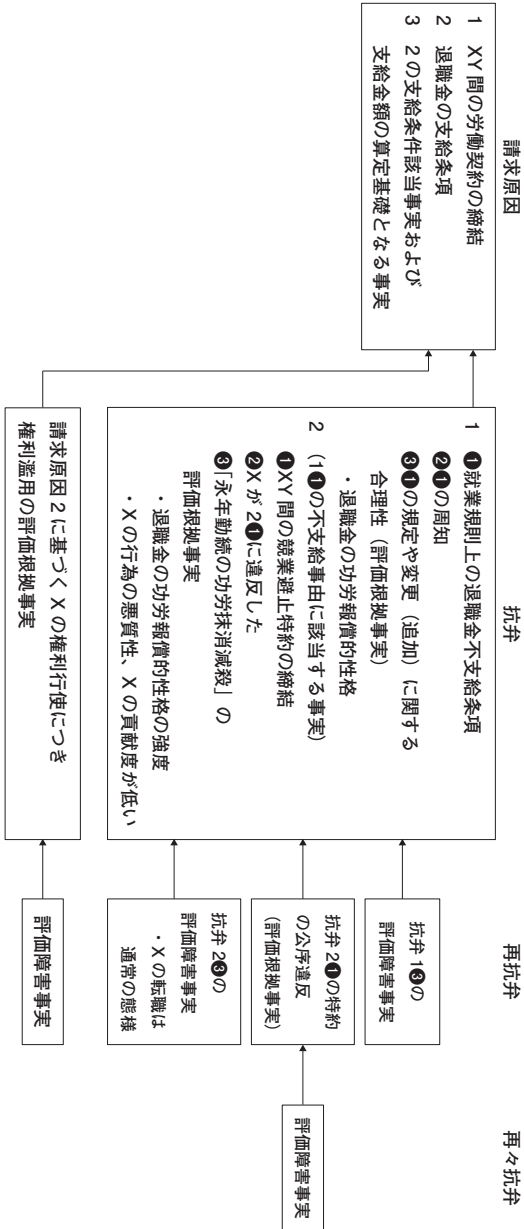 請求原因
1 XY間の労働契約の締結
2 退職金の支給条項
3 2の支給条件該当事実および
支給金額の算定基礎となる事実
抗弁
1 ❶就業規則上の退職金不支給条項
❷❶の周知
❸❶の規定や変更（追加）に関する
合理性（評価根拠事実）
・退職金の功労報償的性格
2 （1❶の不支給事由に該当する事実）
❶XY間の競業避止特約の締結
❷Xが2❶に違反した
❸「永年勤続の功労抹消減殺」の
評価根拠事実
・退職金の功労報償的性格の強度
・Xの行為の悪質性、Xの貢献度が低い
請求原因2に基づくXの権利行使につき
権利濫用の評価根拠事実
再抗弁
抗弁1❸の
評価障害事実
抗弁2❶の特約
の公序違反
（評価根拠事実）
抗弁2❸の
評価障害事実
・Xの転職は
通常の態様
評価障害事実
再々抗弁
評価障害事実